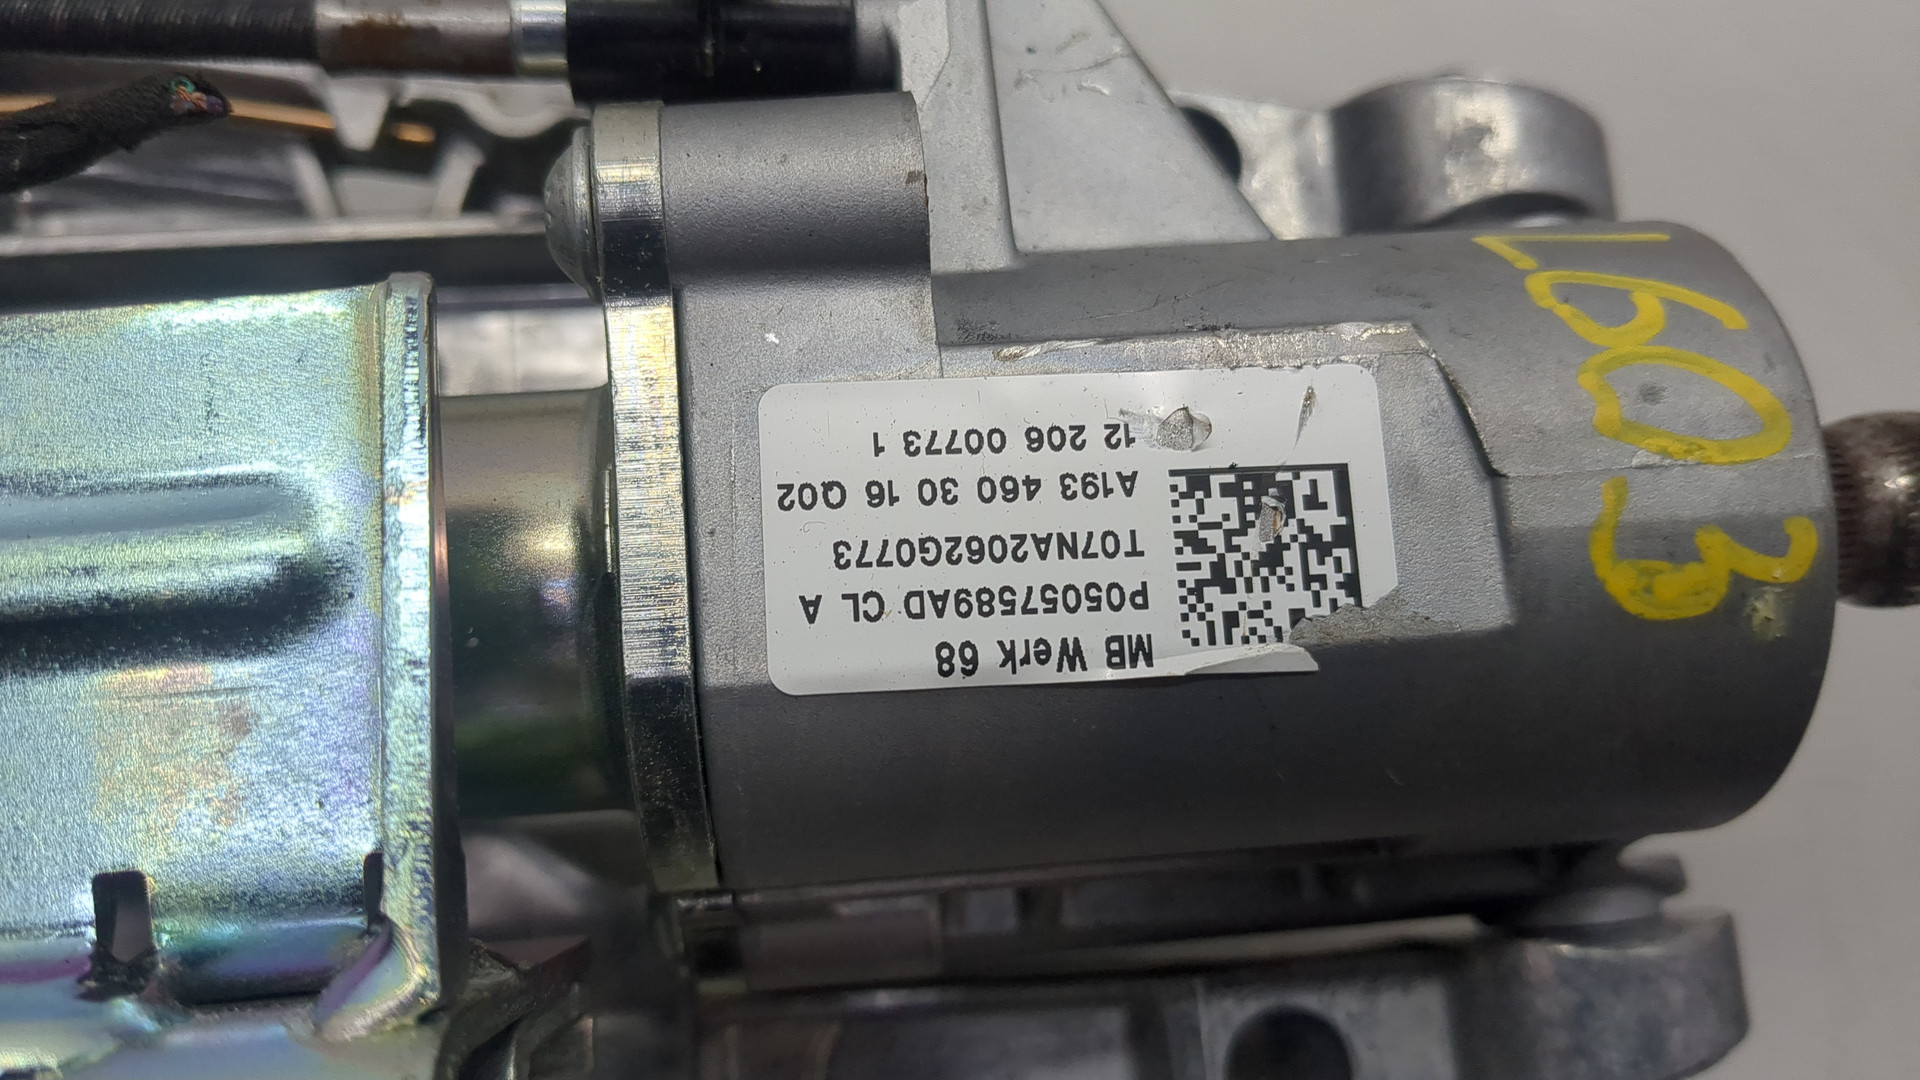 MB Werk 68
P05057589AD CL A
T07NA2062G0773
A193 460 30 16 Q02
12 206 00773 1
L603